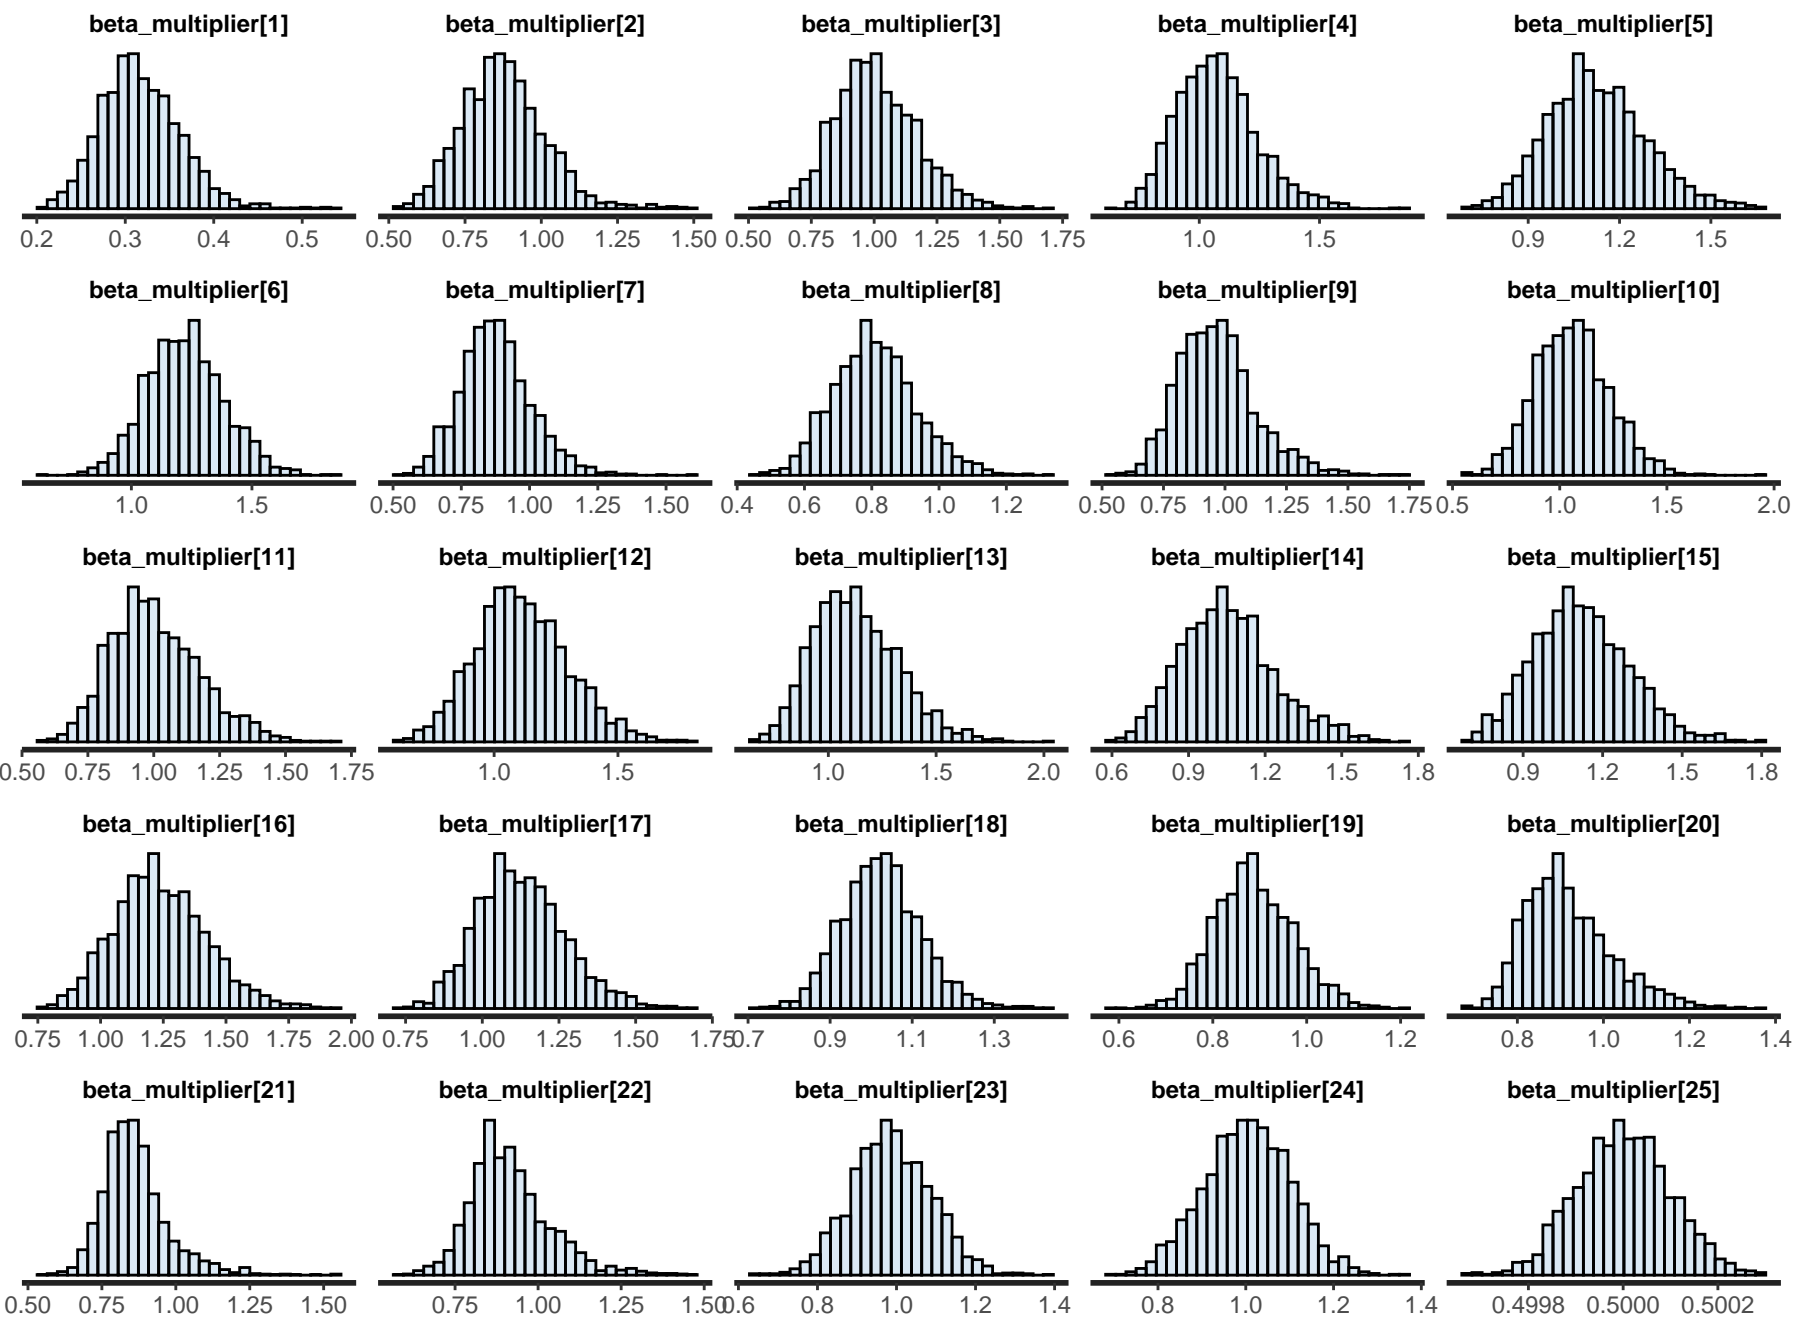 beta_multiplier[1] beta_multiplier[2] beta_multiplier[3] beta_multiplier[4] beta_multiplier[5]
0.2 0.3 0.4 0.5 0.50 0.75 1.00 1.25 1.50 0.50 0.75 1.00 1.25 1.50 1.75 1.0 1.5 0.9 1.2 1.5
beta_multiplier[6] beta_multiplier[7] beta_multiplier[8] beta_multiplier[9] beta_multiplier[10]
1.0 1.5 0.50 0.75 1.00 1.25 1.50 0.4 0.6 0.8 1.0 1.2 0.50 0.75 1.00 1.25 1.50 1.75 0.5 1.0 1.5 2.0
beta_multiplier[11] beta_multiplier[12] beta_multiplier[13] beta_multiplier[14] beta_multiplier[15]
0.50 0.75 1.00 1.25 1.50 1.75 1.0 1.5 1.0 1.5 2.0 0.6 0.9 1.2 1.5 1.8 0.9 1.2 1.5 1.8
beta_multiplier[16] beta_multiplier[17] beta_multiplier[18] beta_multiplier[19] beta_multiplier[20]
0.75 1.00 1.25 1.50 1.75 2.00 0.75 1.00 1.25 1.50 1.75 0.7 0.9 1.1 1.3 0.6 0.8 1.0 1.2 0.8 1.0 1.2 1.4
beta_multiplier[21] beta_multiplier[22] beta_multiplier[23] beta_multiplier[24] beta_multiplier[25]
0.50 0.75 1.00 1.25 1.50 0.75 1.00 1.25 1.50 0.6 0.8 1.0 1.2 1.4 0.8 1.0 1.2 1.4 0.4998 0.5000 0.5002